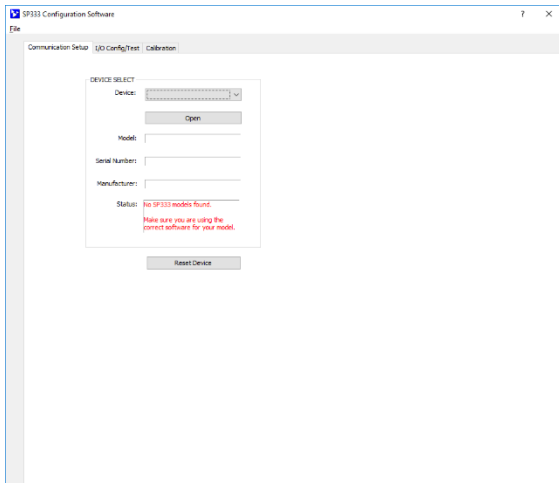 SP333 Configuration Software
File
Communication Setup I/O Config/Test Calibration
DEVICE SELECT
Device:
Open
Model:
Serial Number:
Manufacturer:
Status: No SP333 models found.
Make sure you are using the
correct software for your model.
Reset Device